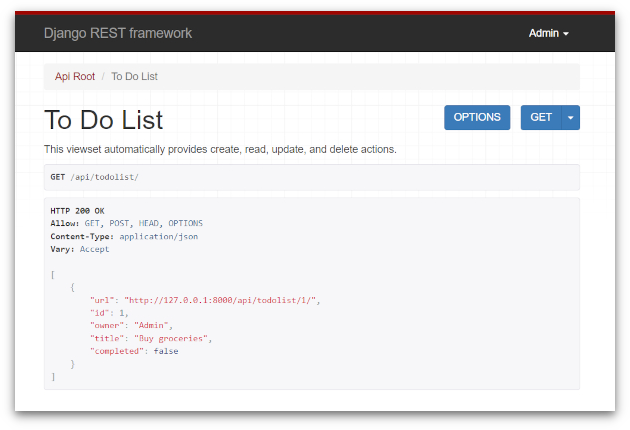 Django REST framework
Admin
Api Root / To Do List
To Do List
OPTIONS
GET
This viewset automatically provides create, read, update, and delete actions.
GET /api/todolist/
HTTP 200 OK
Allow: GET, POST, HEAD, OPTIONS
Content-Type: application/json
Vary: Accept
[
    {
        "url": "http://127.0.0.1:8000/api/todolist/1/",
        "id": 1,
        "owner": "Admin",
        "title": "Buy groceries",
        "completed": false
    }
]